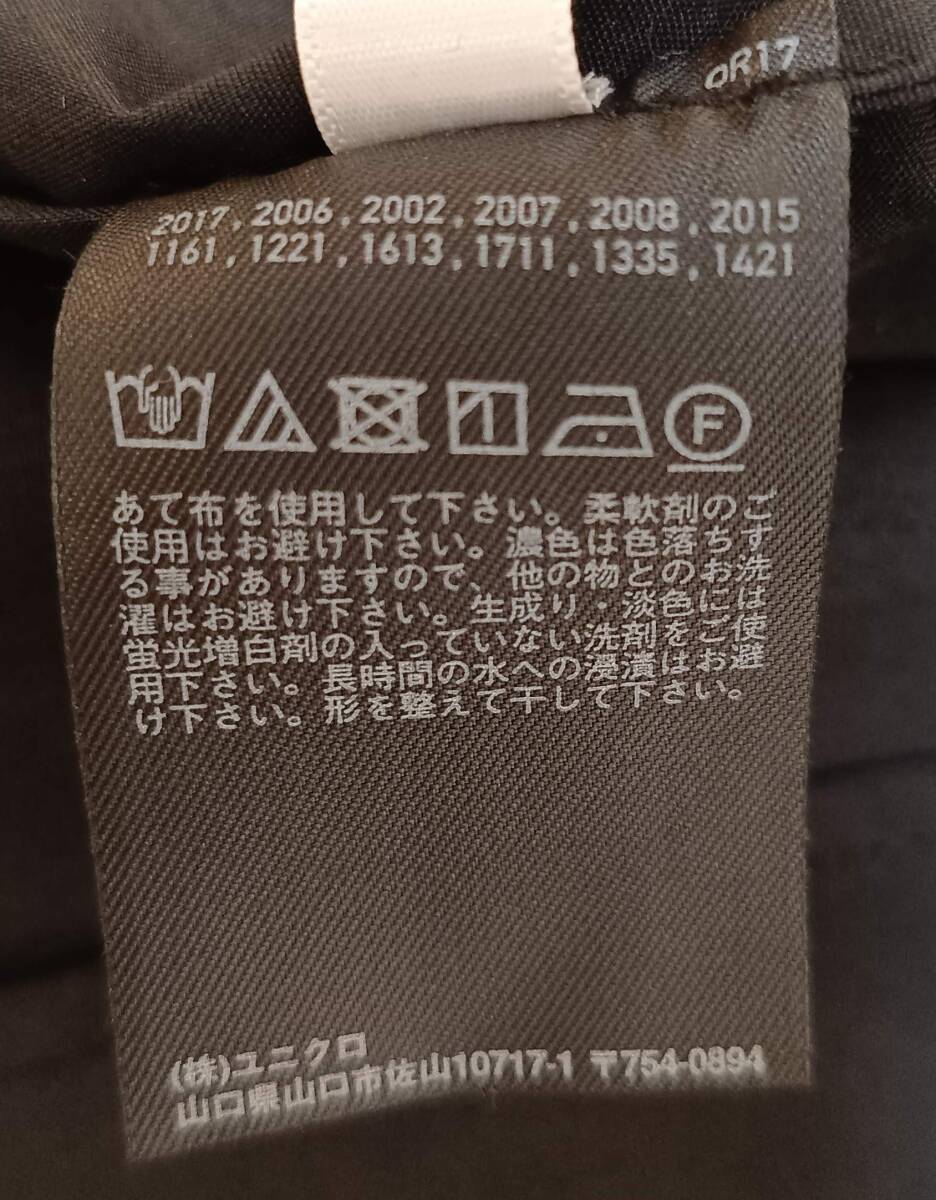 QR17
2017, 2006, 2002, 2007, 2008, 2015
1161, 1221, 1613, 1711, 1335, 1421
F
あて布を使用して下さい。柔軟剤のご
使用はお避け下さい。濃色は色落ちす
る事がありますので、他の物とのお洗
濯はお避け下さい。生成り・淡色には
蛍光増白剤の入っていない洗剤をご使
用下さい。長時間の水への浸漬はお避
け下さい。形を整えて干して下さい。
(株)ユニクロ
山口県山口市佐山10717-1 〒754-0894